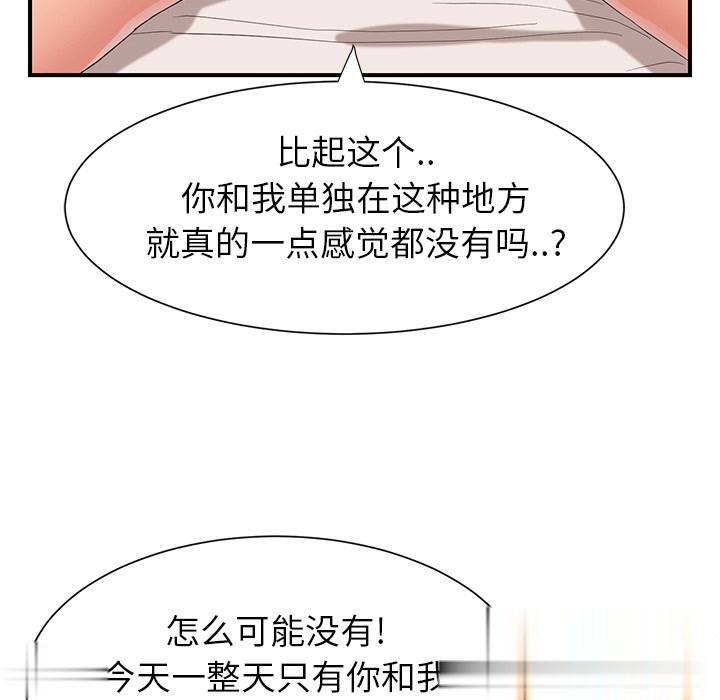 比起这个..
你和我单独在这种地方
就真的一点感觉都没有吗..?
怎么可能没有!
今天一整天只有你和我